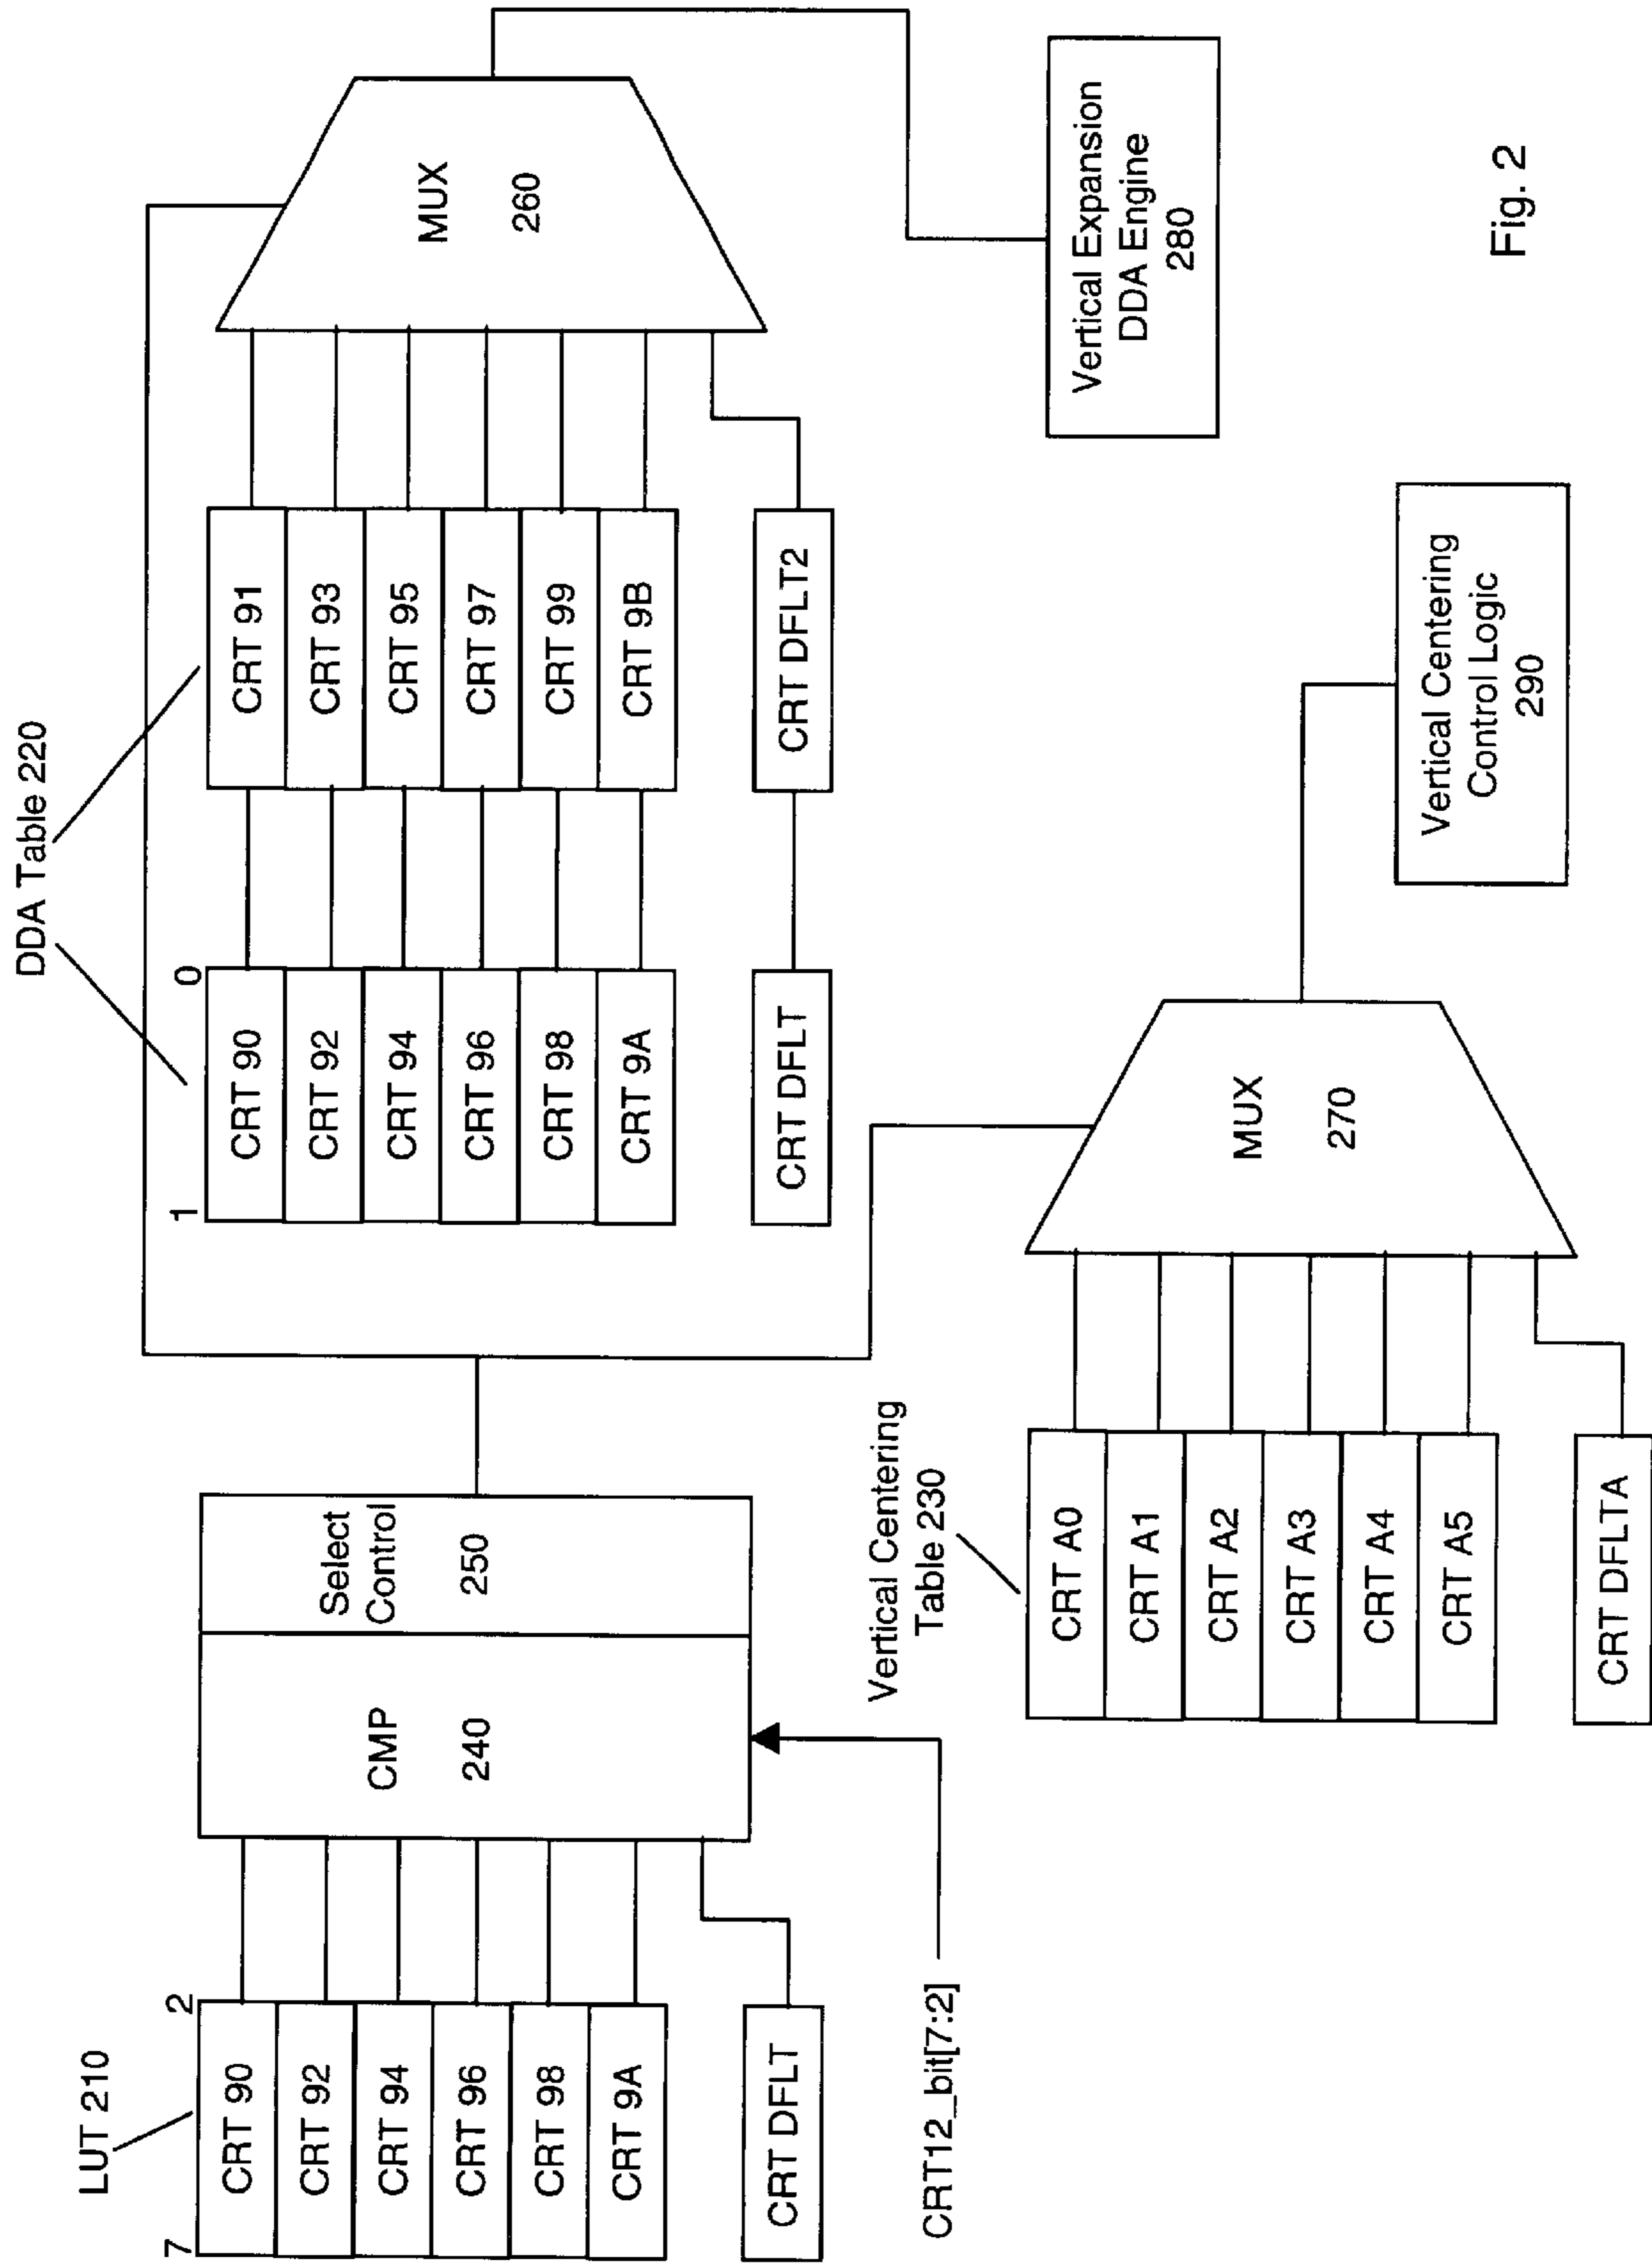 LUT 210
7
2
CRT 90
CRT 92
CRT 94
CRT 96
CRT 98
CRT 9A
CRT DFLT
CMP
240
Select
Control
250
CRT12_bit[7:2]
DDA Table 220
1
0
CRT 90
CRT 92
CRT 94
CRT 96
CRT 98
CRT 9A
CRT DFLT
CRT 91
CRT 93
CRT 95
CRT 97
CRT 99
CRT 9B
CRT DFLT2
MUX
260
Vertical Centering
Table 230
CRT A0
CRT A1
CRT A2
CRT A3
CRT A4
CRT A5
CRT DFLTA
MUX
270
Vertical Centering
Control Logic
290
Vertical Expansion
DDA Engine
280
Fig. 2